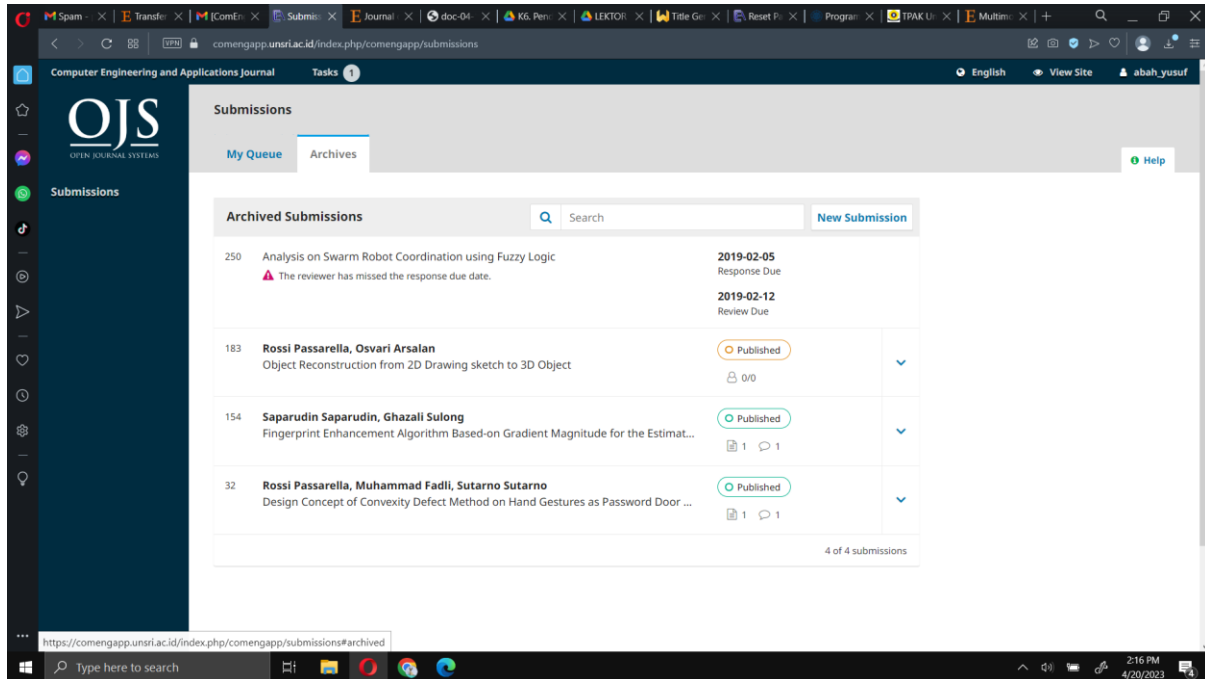 Spam -
Transfer
[ComEn
Submiss
Journal
doc-04-
K6. Penc
LEKTOR
Title Ger
Reset Pa
Program
TPAK Un
Multime
VPN
comengapp.unsri.ac.id/index.php/comengapp/submissions
Computer Engineering and Applications Journal
Tasks 1
English
View Site
abah_yusuf
OJS
OPEN JOURNAL SYSTEMS
Submissions
Submissions
My Queue
Archives
Help
Archived Submissions
Search
New Submission
250 Analysis on Swarm Robot Coordination using Fuzzy Logic
The reviewer has missed the response due date.
2019-02-05
Response Due
2019-02-12
Review Due
183 Rossi Passarella, Osvari Arsalan
Object Reconstruction from 2D Drawing sketch to 3D Object
Published
0/0
154 Saparudin Saparudin, Ghazali Sulong
Fingerprint Enhancement Algorithm Based-on Gradient Magnitude for the Estimat...
Published
1 1
32 Rossi Passarella, Muhammad Fadli, Sutarno Sutarno
Design Concept of Convexity Defect Method on Hand Gestures as Password Door ...
Published
1 1
4 of 4 submissions
https://comengapp.unsri.ac.id/index.php/comengapp/submissions#archived
Type here to search
2:16 PM
4/20/2023
4